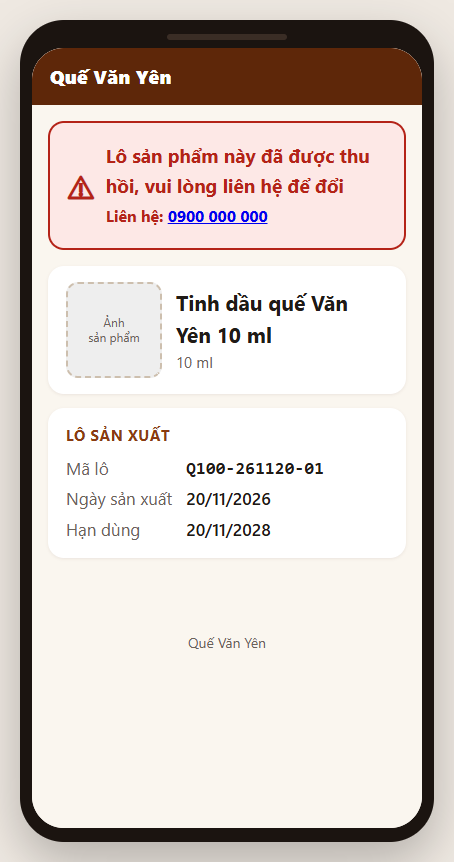 Quế Văn Yên
Lô sản phẩm này đã được thu
hồi, vui lòng liên hệ để đổi
Liên hệ: 0900 000 000
Ảnh
sản phẩm
Tinh dầu quế Văn
Yên 10 ml
10 ml
LÔ SẢN XUẤT
Mã lô Q100-261120-01
Ngày sản xuất 20/11/2026
Hạn dùng 20/11/2028
Quế Văn Yên